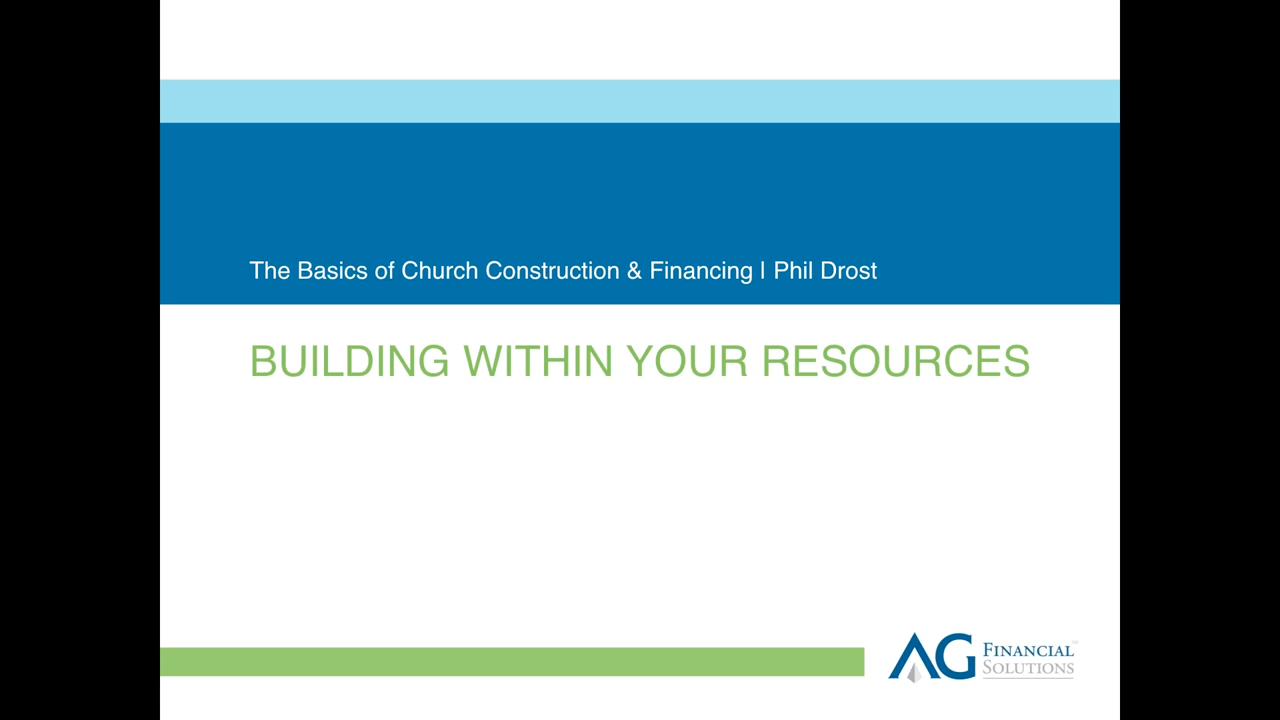 The Basics of Church Construction & Financing | Phil Drost
BUILDING WITHIN YOUR RESOURCES
AG FINANCIAL
SOLUTIONS